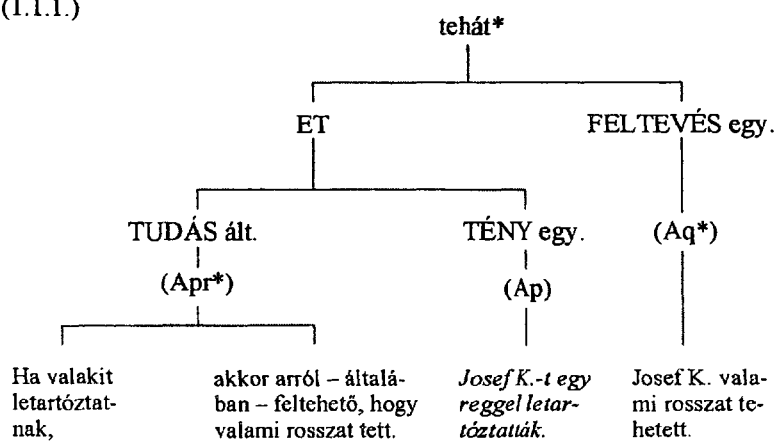 (1.1.1.)
tehát*
ET
FELTEVÉS egy.
TUDÁS ált.
TÉNY egy.
(Aq*)
(Apr*)
(Ap)
Ha valakit
letartóztat-
nak,
akkor arról – általá-
ban – feltehető, hogy
valami rosszat tett.
Josef K.-t egy
reggel letar-
tóztatták.
Josef K. vala-
mi rosszat te-
hetett.